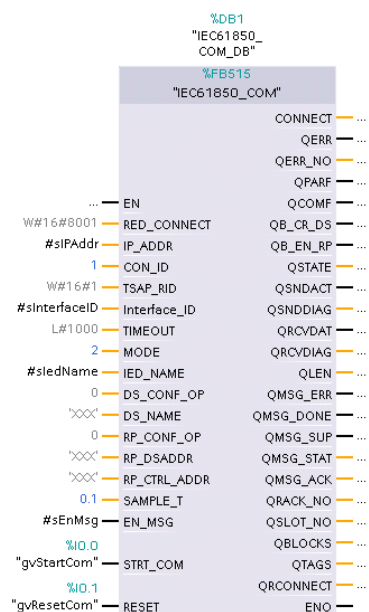 %DB1
"IEC61850_
COM_DB"
%FB515
"IEC61850_COM"
CONNECT ...
QERR ...
QERR_NO ...
QPARF ...
... EN QCOMF ...
W#16#8001 RED_CONNECT QB_CR_DS ...
#sIPAddr IP_ADDR QB_EN_RP ...
1 CON_ID QSTATE ...
W#16#1 TSAP_RID QSNDACT ...
#sInterfaceID Interface_ID QSNDDIAG ...
L#1000 TIMEOUT QRCVDAT ...
2 MODE QRCVDIAG ...
#sIedName IED_NAME QLEN ...
0 DS_CONF_OP QMSG_ERR ...
'XXX' DS_NAME QMSG_DONE ...
0 RP_CONF_OP QMSG_SUP ...
'XXX' RP_DSADDR QMSG_STAT ...
'XXX' RP_CTRL_ADDR QMSG_ACK ...
0.1 SAMPLE_T QRACK_NO ...
#sEnMsg EN_MSG QSLOT_NO ...
%I0.0 QBLOCKS ...
"gvStartCom" STRT_COM QTAGS ...
%I0.1 QRCONNECT ...
"gvResetCom" RESET ENO ...